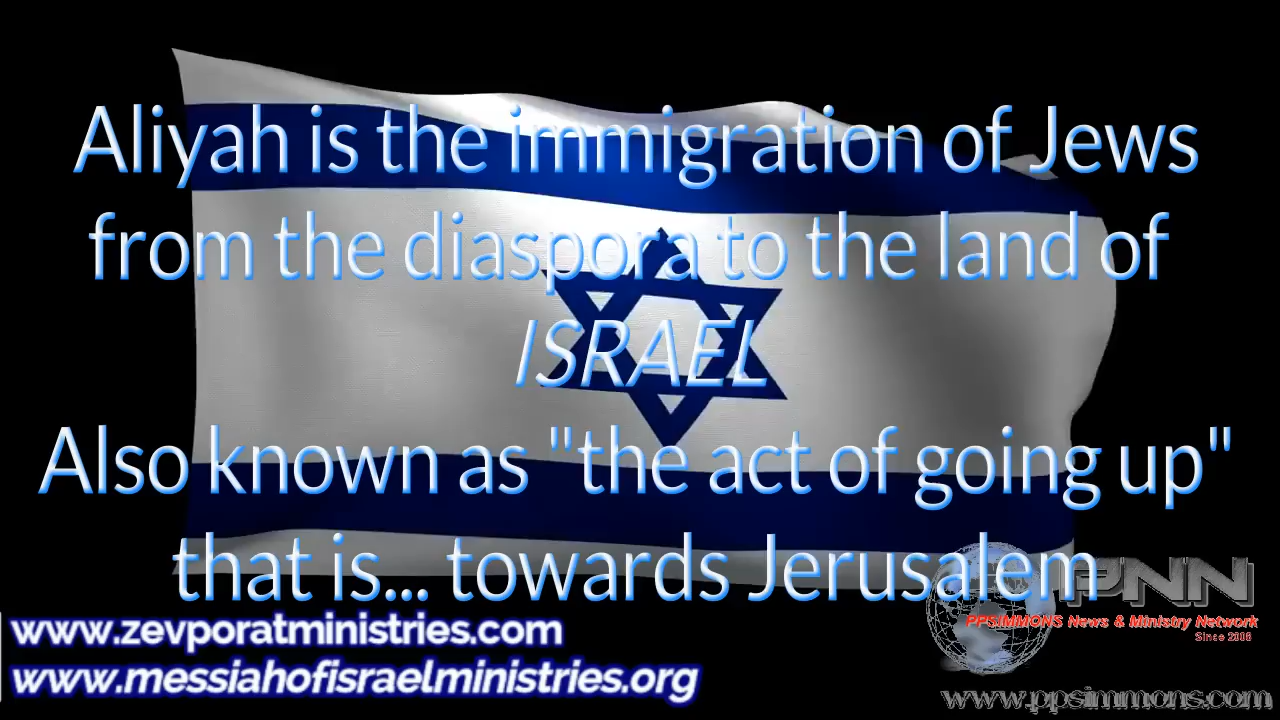 Aliyah is the immigration of Jews
from the diaspora to the land of
ISRAEL
Also known as "the act of going up"
that is... towards Jerusalem
PNN
PPSIMMONS News & Ministry Network
Since 2008
www.zevporatministries.com
www.messiahofisraelministries.org
www.ppsimmons.com